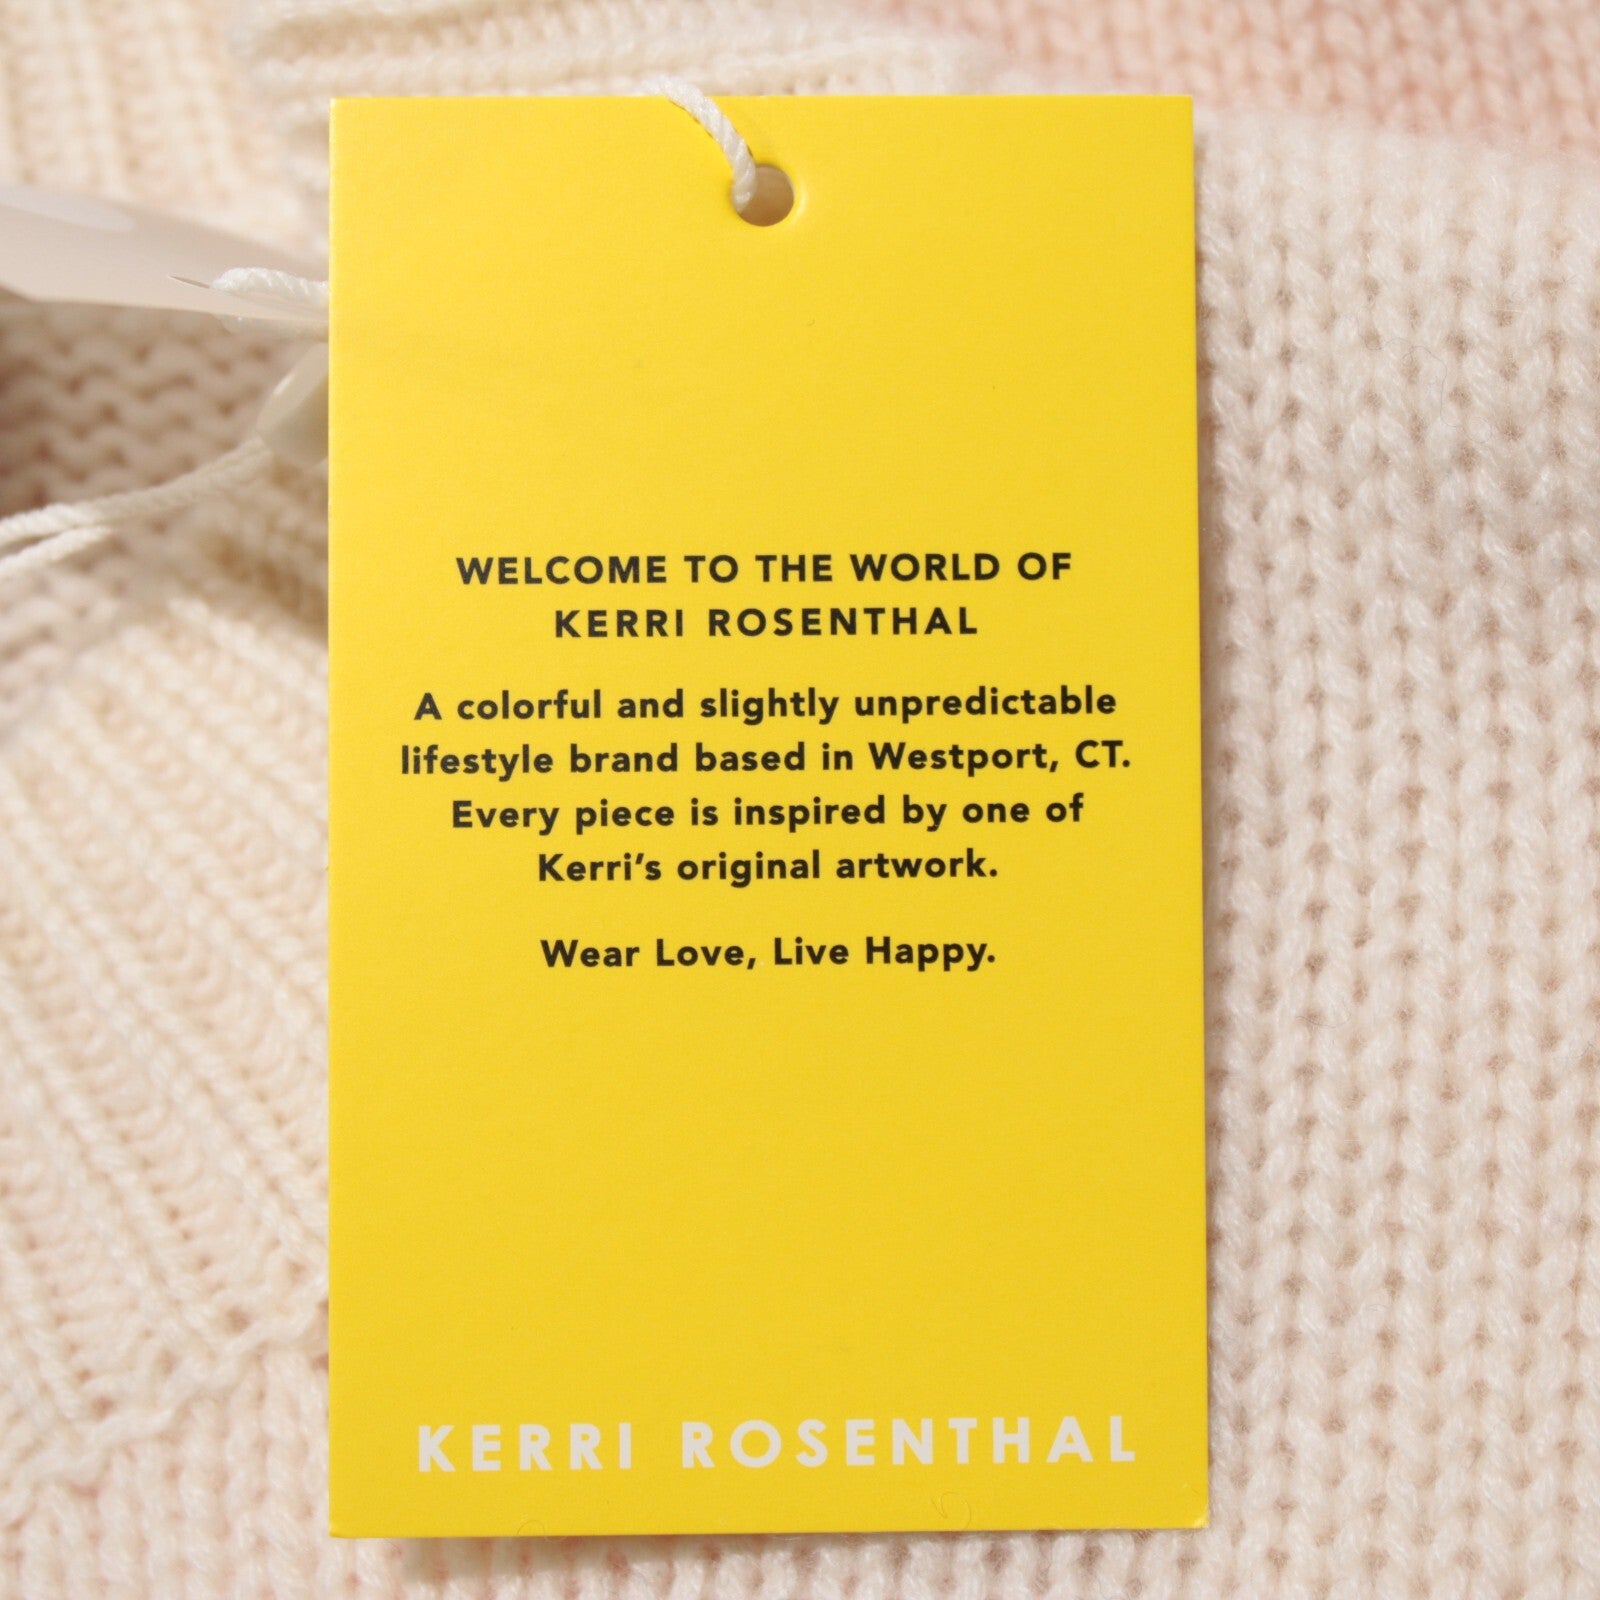 WELCOME TO THE WORLD OF
KERRI ROSENTHAL
A colorful and slightly unpredictable
lifestyle brand based in Westport, CT.
Every piece is inspired by one of
Kerri’s original artwork.
Wear Love, Live Happy.
KERRI ROSENTHAL